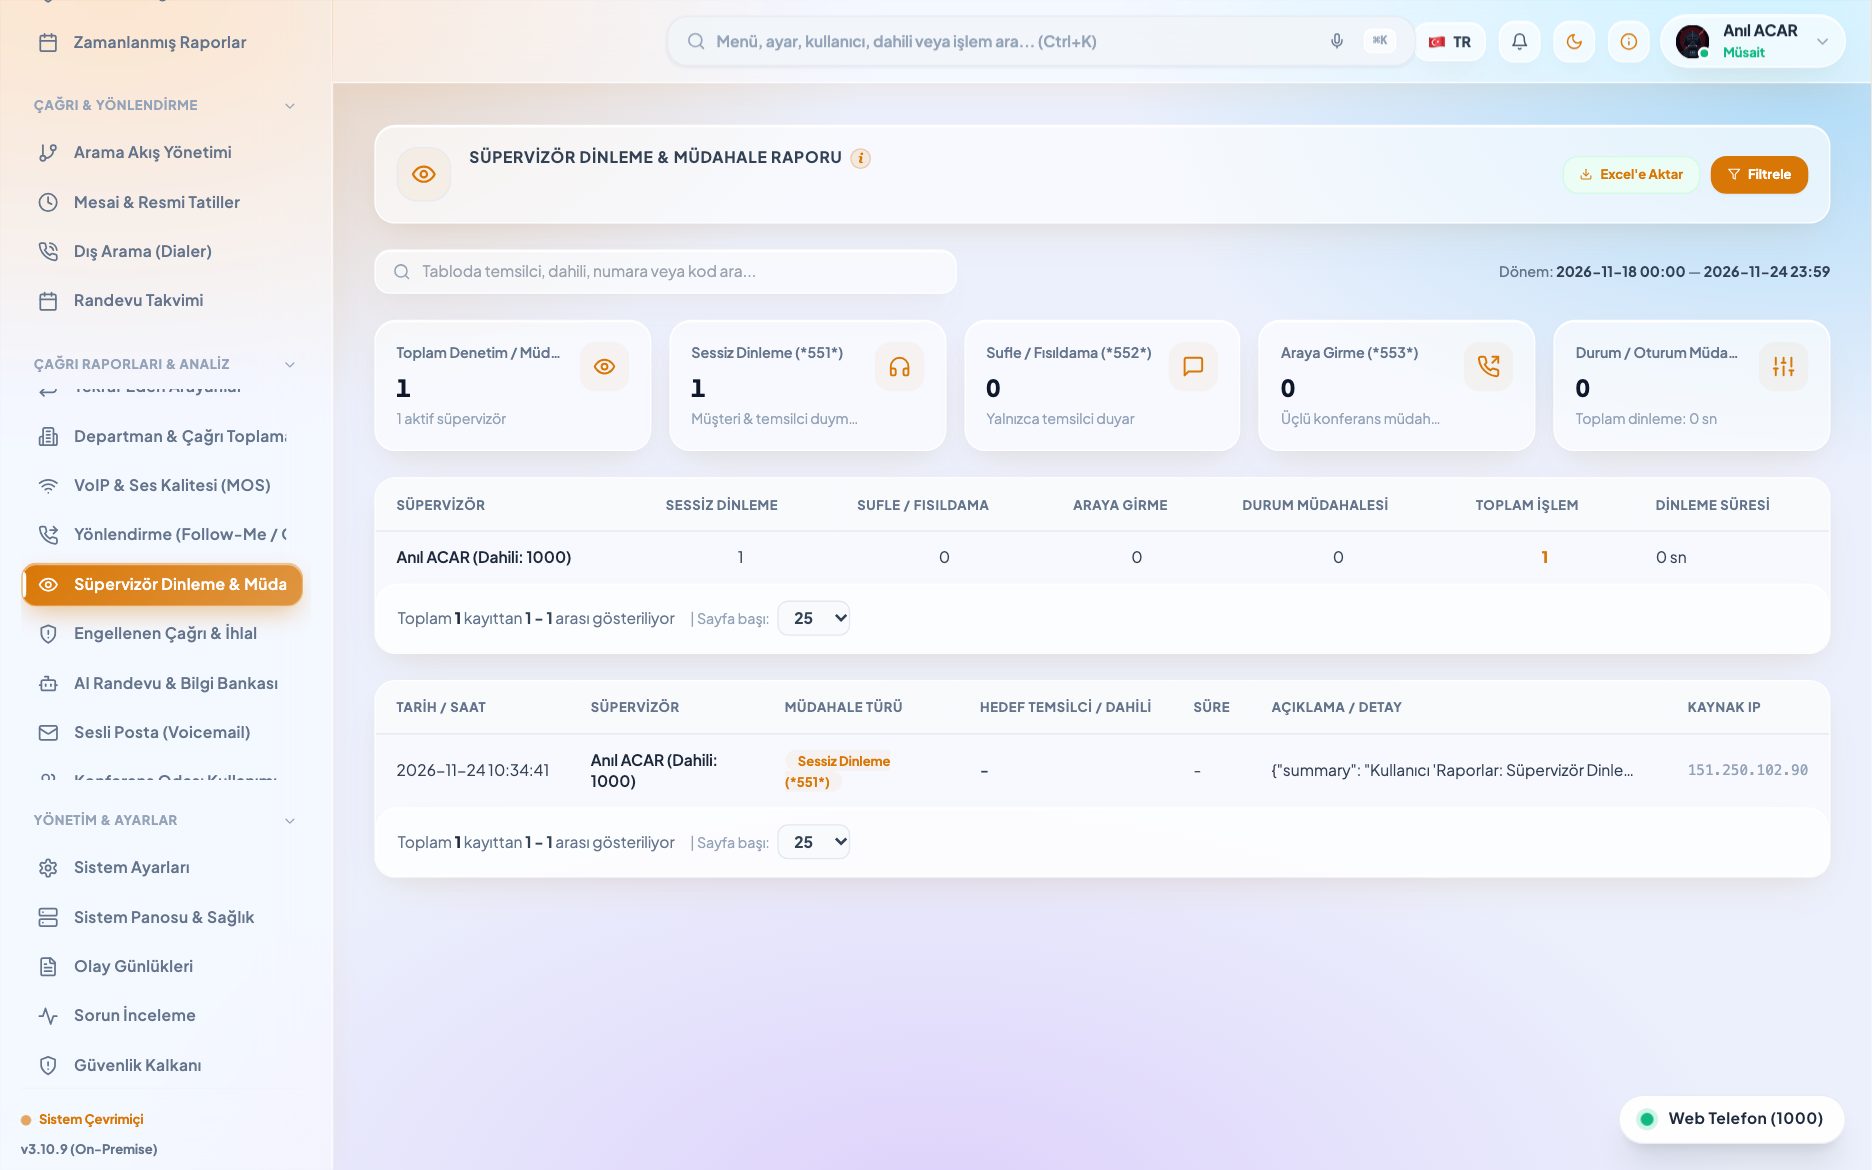 Zamanlanmış Raporlar
ÇAĞRI & YÖNLENDİRME
Arama Akış Yönetimi
Mesai & Resmi Tatiller
Dış Arama (Dialer)
Randevu Takvimi
ÇAĞRI RAPORLARI & ANALİZ
Tekrar Eden Arayanlar
Departman & Çağrı Toplama
VoIP & Ses Kalitesi (MOS)
Yönlendirme (Follow-Me / 
Süpervizör Dinleme & Müda
Engellenen Çağrı & İhlal
AI Randevu & Bilgi Bankası
Sesli Posta (Voicemail)
Konferans Odası Kullanımı
YÖNETİM & AYARLAR
Sistem Ayarları
Sistem Panosu & Sağlık
Olay Günlükleri
Sorun İnceleme
Güvenlik Kalkanı
Sistem Çevrimiçi
v3.10.9 (On-Premise)
Menü, ayar, kullanıcı, dahili veya işlem ara... (Ctrl+K)
⌘K
TR
Anıl ACAR
Müsait
SÜPERVİZÖR DİNLEME & MÜDAHALE RAPORU i
Excel'e Aktar
Filtrele
Tabloda temsilci, dahili, numara veya kod ara...
Dönem: 2026-11-18 00:00 — 2026-11-24 23:59
Toplam Denetim / Müd...
1
1 aktif süpervizör
Sessiz Dinleme (*551*)
1
Müşteri & temsilci duym...
Sufle / Fısıldama (*552*)
0
Yalnızca temsilci duyar
Araya Girme (*553*)
0
Üçlü konferans müdah...
Durum / Oturum Müda...
0
Toplam dinleme: 0 sn
SÜPERVİZÖR SESSİZ DİNLEME SUFLE / FISILDAMA ARAYA GİRME DURUM MÜDAHALESİ TOPLAM İŞLEM DİNLEME SÜRESİ
Anıl ACAR (Dahili: 1000) 1 0 0 0 1 0 sn
Toplam 1 kayıttan 1 - 1 arası gösteriliyor | Sayfa başı: 25
TARİH / SAAT SÜPERVİZÖR MÜDAHALE TÜRÜ HEDEF TEMSİLCİ / DAHİLİ SÜRE AÇIKLAMA / DETAY KAYNAK IP
2026-11-24 10:34:41 Anıl ACAR (Dahili: 1000) Sessiz Dinleme (*551*) - - {"summary": "Kullanıcı 'Raporlar: Süpervizör Dinle... 151.250.102.90
Toplam 1 kayıttan 1 - 1 arası gösteriliyor | Sayfa başı: 25
Web Telefon (1000)